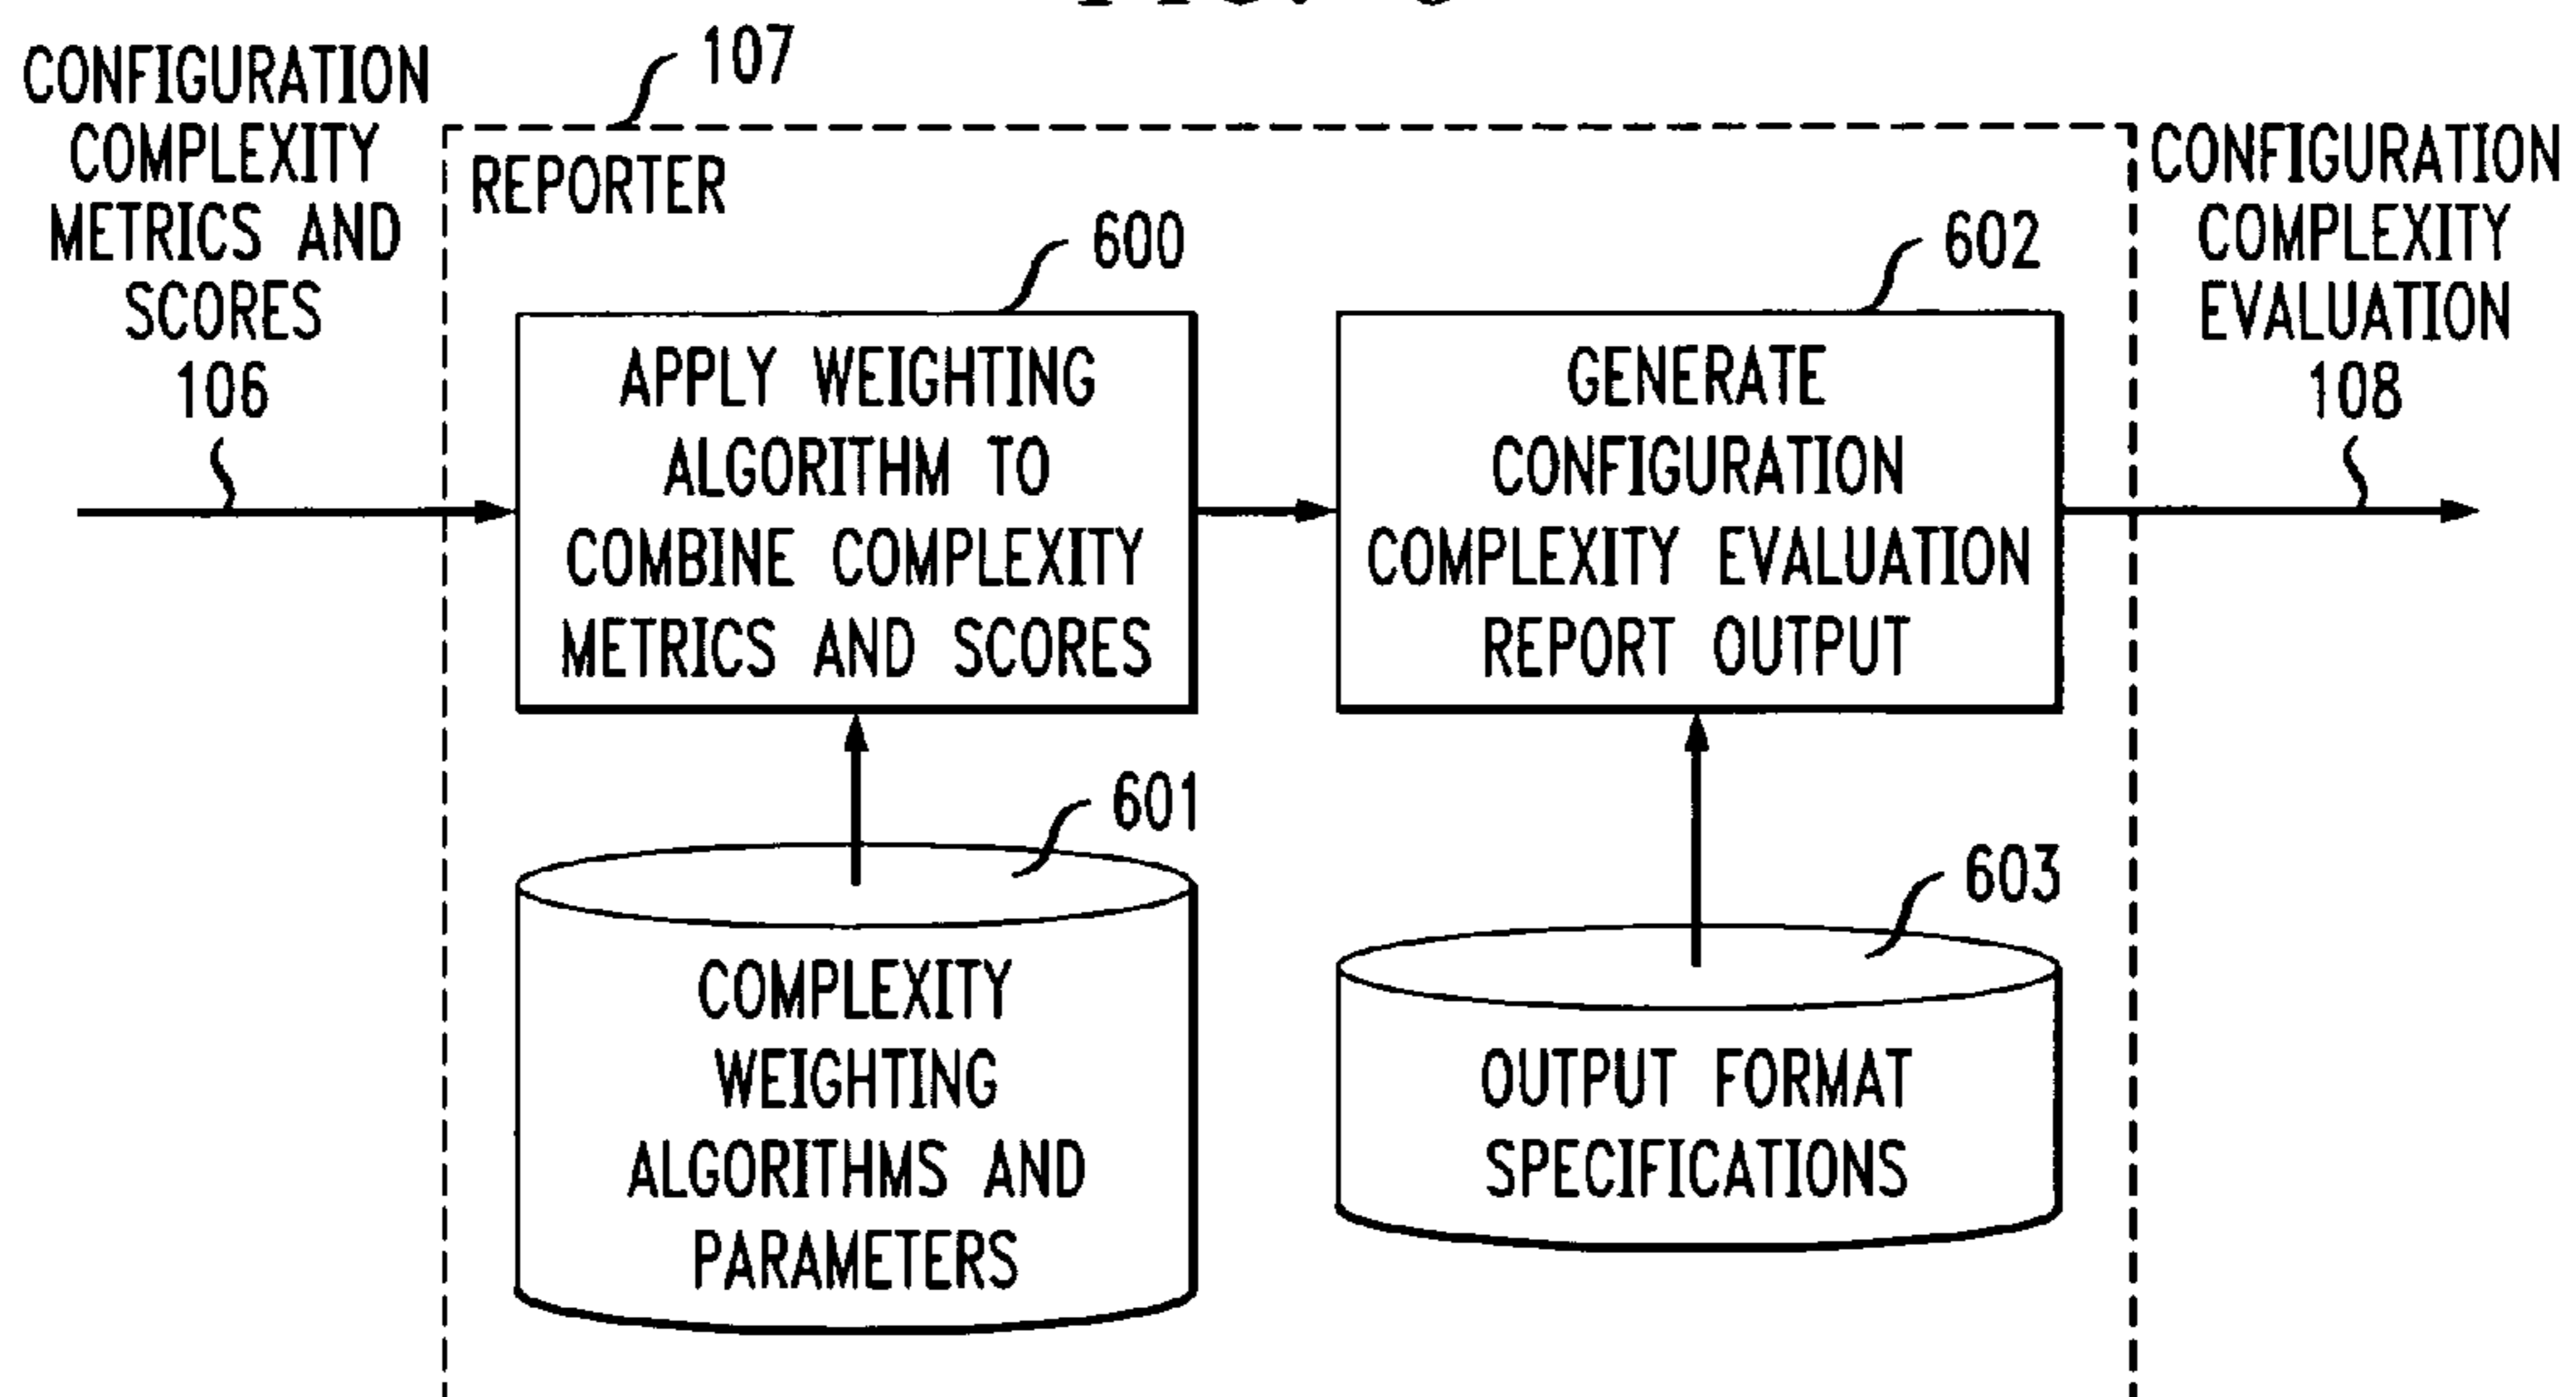 107
CONFIGURATION
COMPLEXITY
METRICS AND
SCORES
106
REPORTER
CONFIGURATION
COMPLEXITY
EVALUATION
108
600
APPLY WEIGHTING
ALGORITHM TO
COMBINE COMPLEXITY
METRICS AND SCORES
602
GENERATE
CONFIGURATION
COMPLEXITY EVALUATION
REPORT OUTPUT
601
COMPLEXITY
WEIGHTING
ALGORITHMS AND
PARAMETERS
603
OUTPUT FORMAT
SPECIFICATIONS